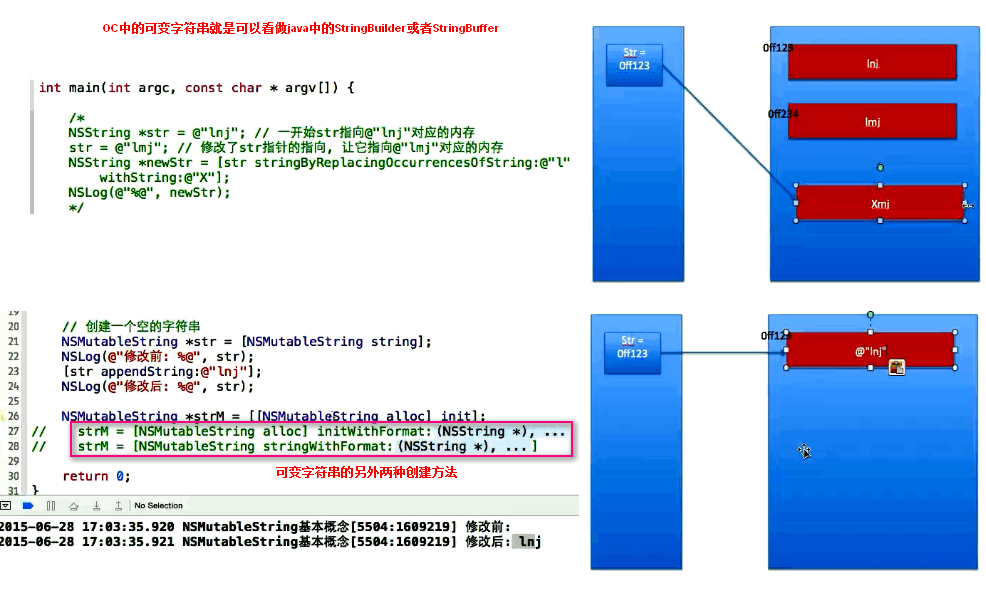 OC中的可变字符串就是可以看做java中的StringBuilder或者StringBuffer
int main(int argc, const char * argv[]) {
/*
NSString *str = @"lnj"; // 一开始str指向@"lnj"对应的内存
str = @"lmj"; // 修改了str指针的指向, 让它指向@"lmj"对应的内存
NSString *newStr = [str stringByReplacingOccurrencesOfString:@"l"
withString:@"X"];
NSLog(@"%@", newStr);
*/
Str =
0ff123
0ff123
lnj
0ff234
lmj
Xmj
19
20 // 创建一个空的字符串
21 NSMutableString *str = [NSMutableString string];
22 NSLog(@"修改前: %@", str);
23 [str appendString:@"lnj"];
24 NSLog(@"修改后: %@", str);
25
26 NSMutableString *strM = [[NSMutableString alloc] init];
27 // strM = [NSMutableString alloc] initWithFormat:(NSString *), ...
28 // strM = [NSMutableString stringWithFormat:(NSString *), ...]
29
可变字符串的另外两种创建方法
30 return 0;
31 }
No Selection
2015-06-28 17:03:35.920 NSMutableString基本概念[5504:1609219] 修改前:
2015-06-28 17:03:35.921 NSMutableString基本概念[5504:1609219] 修改后: lnj
Str =
0ff123
0ff123
@"lnj"